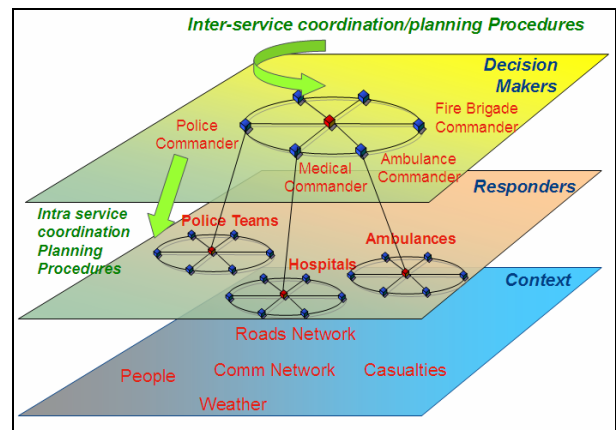 Inter-service coordination/planning Procedures
Decision
Makers
Fire Brigade
Commander
Police
Commander
Medical
Commander
Ambulance
Commander
Responders
Intra service
coordination
Planning
Procedures
Police Teams
Ambulances
Hospitals
Context
Roads Network
People
Comm Network
Casualties
Weather